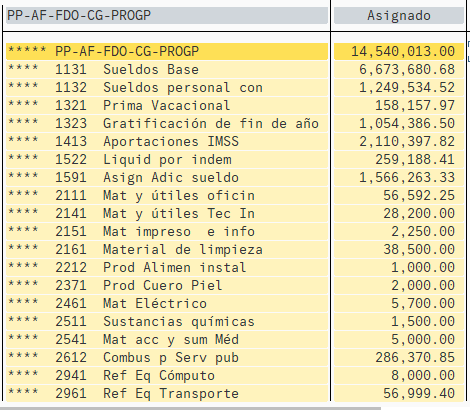 PP-AF-FDO-CG-PROGP Asignado
***** PP-AF-FDO-CG-PROGP 14,540,013.00
**** 1131 Sueldos Base 6,673,680.68
**** 1132 Sueldos personal con 1,249,534.52
**** 1321 Prima Vacacional 158,157.97
**** 1323 Gratificación de fin de año 1,054,386.50
**** 1413 Aportaciones IMSS 2,110,397.82
**** 1522 Liquid por indem 259,188.41
**** 1591 Asign Adic sueldo 1,566,263.33
**** 2111 Mat y útiles oficin 56,592.25
**** 2141 Mat y útiles Tec In 28,200.00
**** 2151 Mat impreso e info 2,250.00
**** 2161 Material de limpieza 38,500.00
**** 2212 Prod Alimen instal 1,000.00
**** 2371 Prod Cuero Piel 2,000.00
**** 2461 Mat Eléctrico 5,700.00
**** 2511 Sustancias químicas 1,500.00
**** 2541 Mat acc y sum Méd 5,000.00
**** 2612 Combus p Serv pub 286,370.85
**** 2941 Ref Eq Cómputo 8,000.00
**** 2961 Ref Eq Transporte 56,999.40